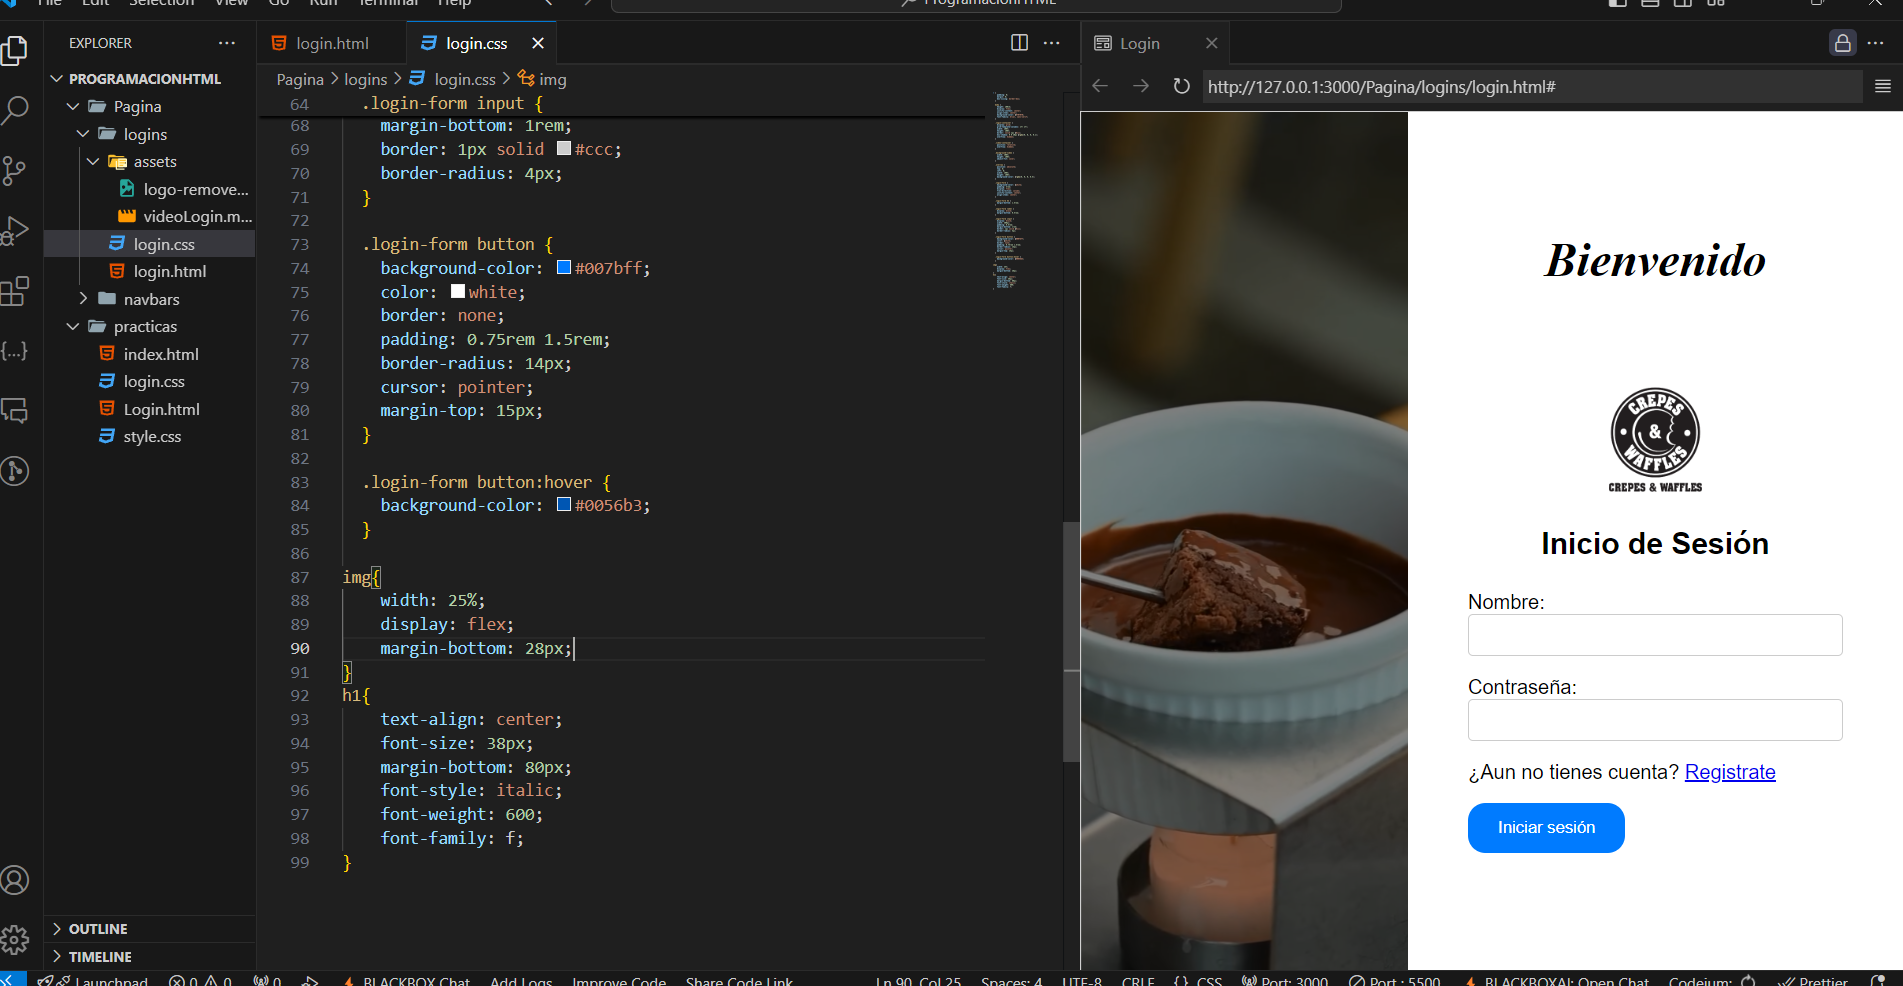 File Edit Selection View Go Run Terminal Help
ProgramacionHTML
EXPLORER
PROGRAMACIONHTML
Pagina
logins
assets
logo-remove...
videoLogin.m...
login.css
login.html
navbars
practicas
index.html
login.css
Login.html
style.css
OUTLINE
TIMELINE
login.html
login.css
Pagina > logins > login.css > img
64 .login-form input {
68 margin-bottom: 1rem;
69 border: 1px solid #ccc;
70 border-radius: 4px;
71 }
72
73 .login-form button {
74 background-color: #007bff;
75 color: white;
76 border: none;
77 padding: 0.75rem 1.5rem;
78 border-radius: 14px;
79 cursor: pointer;
80 margin-top: 15px;
81 }
82
83 .login-form button:hover {
84 background-color: #0056b3;
85 }
86
87 img{
88 width: 25%;
89 display: flex;
90 margin-bottom: 28px;
91 }
92 h1{
93 text-align: center;
94 font-size: 38px;
95 margin-bottom: 80px;
96 font-style: italic;
97 font-weight: 600;
98 font-family: f;
99 }
Login
http://127.0.0.1:3000/Pagina/logins/login.html#
Bienvenido
CREPES
&
WAFFLES
CREPES & WAFFLES
Inicio de Sesión
Nombre:
Contraseña:
¿Aun no tienes cuenta? Registrate
Iniciar sesión
Launchpad 0 0 0 BLACKBOX Chat Add Logs Improve Code Share Code Link Ln 90, Col 25 Spaces: 4 UTF-8 CRLF {} CSS Port: 3000 Port : 5500 BLACKBOXAI: Open Chat Codeium: Prettier